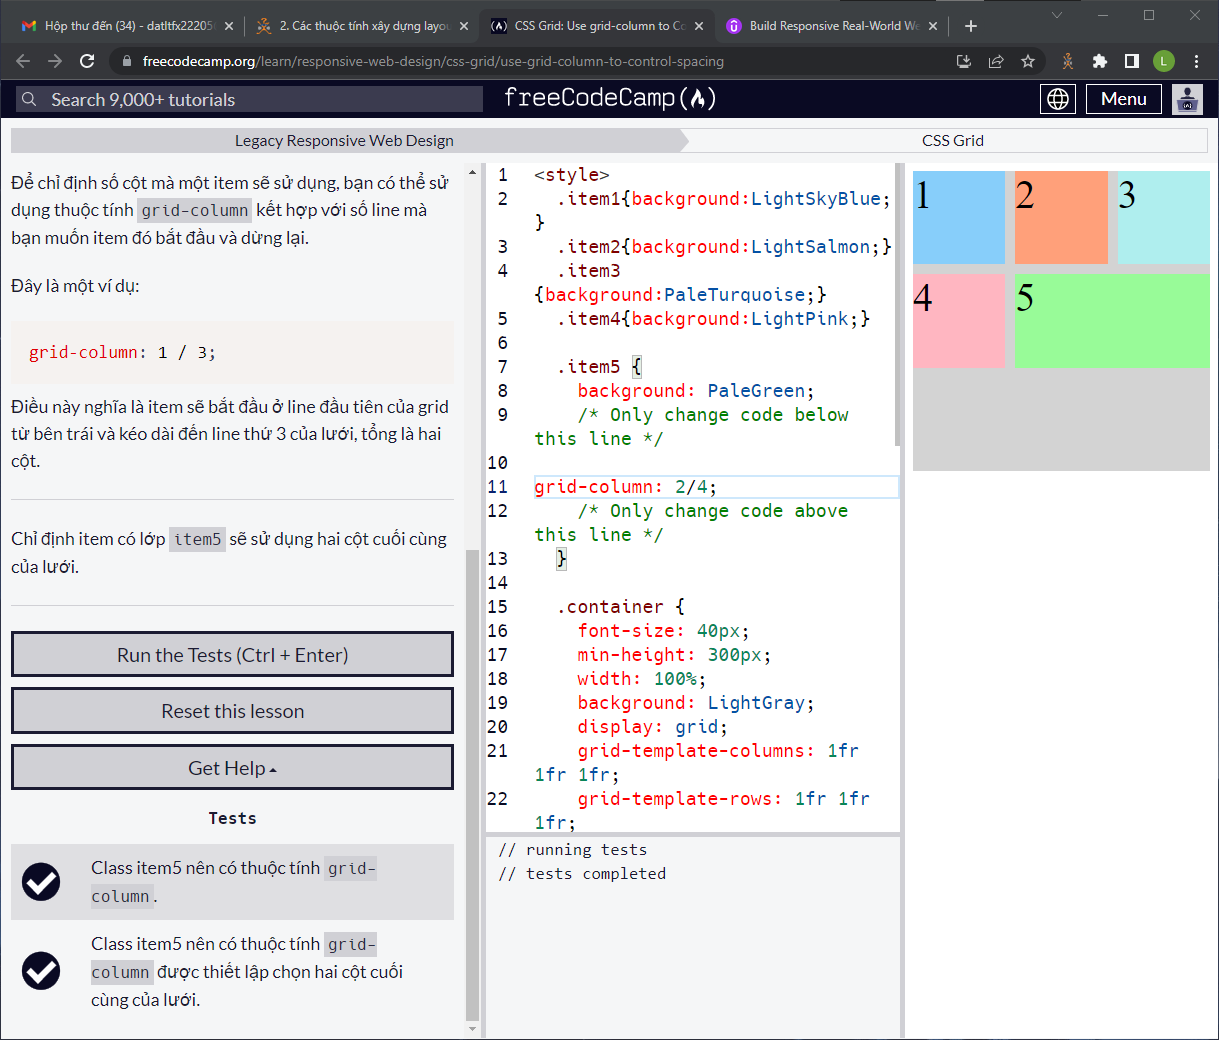 Hộp thư đến (34) - datltfx22205
2. Các thuộc tính xây dựng layou
CSS Grid: Use grid-column to Co
Build Responsive Real-World We
freecodecamp.org/learn/responsive-web-design/css-grid/use-grid-column-to-control-spacing
L
Search 9,000+ tutorials
freeCodeCamp
Menu
Legacy Responsive Web Design
CSS Grid
Để chỉ định số cột mà một item sẽ sử dụng, bạn có thể sử
dụng thuộc tính grid-column kết hợp với số line mà
bạn muốn item đó bắt đầu và dừng lại.
Đây là một ví dụ:
grid-column: 1 / 3;
Điều này nghĩa là item sẽ bắt đầu ở line đầu tiên của grid
từ bên trái và kéo dài đến line thứ 3 của lưới, tổng là hai
cột.
Chỉ định item có lớp item5 sẽ sử dụng hai cột cuối cùng
của lưới.
Run the Tests (Ctrl + Enter)
Reset this lesson
Get Help
Tests
Class item5 nên có thuộc tính grid-
column.
Class item5 nên có thuộc tính grid-
column được thiết lập chọn hai cột cuối
cùng của lưới.
1 <style>
2 .item1{background:LightSkyBlue;
}
3 .item2{background:LightSalmon;}
4 .item3
{background:PaleTurquoise;}
5 .item4{background:LightPink;}
6
7 .item5 {
8 background: PaleGreen;
9 /* Only change code below
this line */
10
11 grid-column: 2/4;
12 /* Only change code above
this line */
13 }
14
15 .container {
16 font-size: 40px;
17 min-height: 300px;
18 width: 100%;
19 background: LightGray;
20 display: grid;
21 grid-template-columns: 1fr
1fr 1fr;
22 grid-template-rows: 1fr 1fr
1fr;
// running tests
// tests completed
1 2 3
4 5